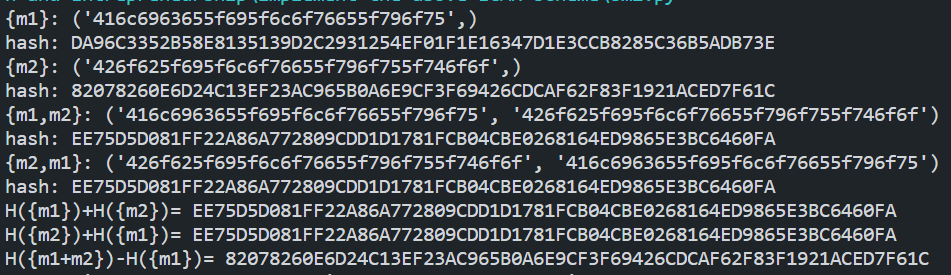 {m1}: ('416c6963655f695f6c6f76655f796f75',)
hash: DA96C3352B58E8135139D2C2931254EF01F1E16347D1E3CCB8285C36B5ADB73E
{m2}: ('426f625f695f6c6f76655f796f755f746f6f',)
hash: 82078260E6D24C13EF23AC965B0A6E9CF3F69426CDCAF62F83F1921ACED7F61C
{m1,m2}: ('416c6963655f695f6c6f76655f796f75', '426f625f695f6c6f76655f796f755f746f6f')
hash: EE75D5D081FF22A86A772809CDD1D1781FCB04CBE0268164ED9865E3BC6460FA
{m2,m1}: ('426f625f695f6c6f76655f796f755f746f6f', '416c6963655f695f6c6f76655f796f75')
hash: EE75D5D081FF22A86A772809CDD1D1781FCB04CBE0268164ED9865E3BC6460FA
H({m1})+H({m2})= EE75D5D081FF22A86A772809CDD1D1781FCB04CBE0268164ED9865E3BC6460FA
H({m2})+H({m1})= EE75D5D081FF22A86A772809CDD1D1781FCB04CBE0268164ED9865E3BC6460FA
H({m1+m2})-H({m1})= 82078260E6D24C13EF23AC965B0A6E9CF3F69426CDCAF62F83F1921ACED7F61C